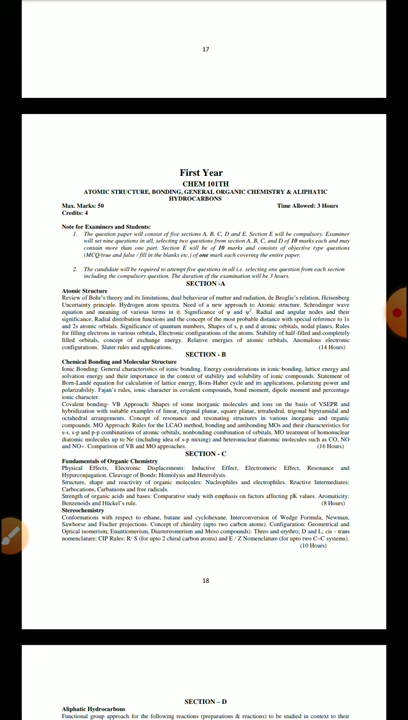 17
First Year
CHEM 101TH
ATOMIC STRUCTURE, BONDING, GENERAL ORGANIC CHEMISTRY & ALIPHATIC
HYDROCARBONS
Max. Marks: 50 Time Allowed: 3 Hours
Credits: 4
Note for Examiners and Students:
1. The question paper will consist of five sections A, B, C, D and E. Section E will be compulsory. Examiner
will set nine questions in all, selecting two questions from section A, B, C, and D of 10 marks each and may
contain more than one part. Section E will be of 10 marks and consists of objective type questions
(MCQ/true and false / fill in the blanks etc.) of one mark each covering the entire paper.
2. The candidate will be required to attempt five questions in all i.e. selecting one question from each section
including the compulsory question. The duration of the examination will be 3 hours.
SECTION -A
Atomic Structure
Review of Bohr's theory and its limitations, dual behaviour of matter and radiation, de Broglie's relation, Heisenberg
Uncertainty principle. Hydrogen atom spectra. Need of a new approach to Atomic structure. Schrodinger wave
equation and meaning of various terms in it. Significance of ψ and ψ². Radial and angular nodes and their
significance. Radial distribution functions and the concept of the most probable distance with special reference to 1s
and 2s atomic orbitals. Significance of quantum numbers, Shapes of s, p and d atomic orbitals, nodal planes. Rules
for filling electrons in various orbitals, Electronic configurations of the atoms. Stability of half-filled and completely
filled orbitals, concept of exchange energy. Relative energies of atomic orbitals, Anomalous electronic
configurations. Slater rules and applications. (14 Hours)
SECTION - B
Chemical Bonding and Molecular Structure
Ionic Bonding: General characteristics of ionic bonding. Energy considerations in ionic bonding, lattice energy and
solvation energy and their importance in the context of stability and solubility of ionic compounds. Statement of
Born-Landé equation for calculation of lattice energy, Born-Haber cycle and its applications, polarizing power and
polarizability. Fajan's rules, ionic character in covalent compounds, bond moment, dipole moment and percentage
ionic character.
Covalent bonding- VB Approach: Shapes of some inorganic molecules and ions on the basis of VSEPR and
hybridization with suitable examples of linear, trigonal planar, square planar, tetrahedral, trigonal bipyramidal and
octahedral arrangements. Concept of resonance and resonating structures in various inorganic and organic
compounds. MO Approach: Rules for the LCAO method, bonding and antibonding MOs and their characteristics for
s-s, s-p and p-p combinations of atomic orbitals, nonbonding combination of orbitals, MO treatment of homonuclear
diatomic molecules up to Ne (including idea of s-p mixing) and heteronuclear diatomic molecules such as CO, NO
and NO+. Comparison of VB and MO approaches. (16 Hours)
SECTION - C
Fundamentals of Organic Chemistry
Physical Effects, Electronic Displacements: Inductive Effect, Electromeric Effect, Resonance and
Hyperconjugation. Cleavage of Bonds: Homolysis and Heterolysis.
Structure, shape and reactivity of organic molecules: Nucleophiles and electrophiles. Reactive Intermediates:
Carbocations, Carbanions and free radicals.
Strength of organic acids and bases: Comparative study with emphasis on factors affecting pK values. Aromaticity:
Benzenoids and Hückel's rule. (8 Hours)
Stereochemistry
Conformations with respect to ethane, butane and cyclohexane. Interconversion of Wedge Formula, Newman,
Sawhorse and Fischer projections. Concept of chirality (upto two carbon atoms). Configuration: Geometrical and
Optical isomerism; Enantiomerism, Diastereomerism and Meso compounds). Threo and erythro; D and L; cis - trans
nomenclature; CIP Rules: R/ S (for upto 2 chiral carbon atoms) and E / Z Nomenclature (for upto two C=C systems).
(10 Hours)
18
SECTION – D
Aliphatic Hydrocarbons
Functional group approach for the following reactions (preparations & reactions) to be studied in context to their